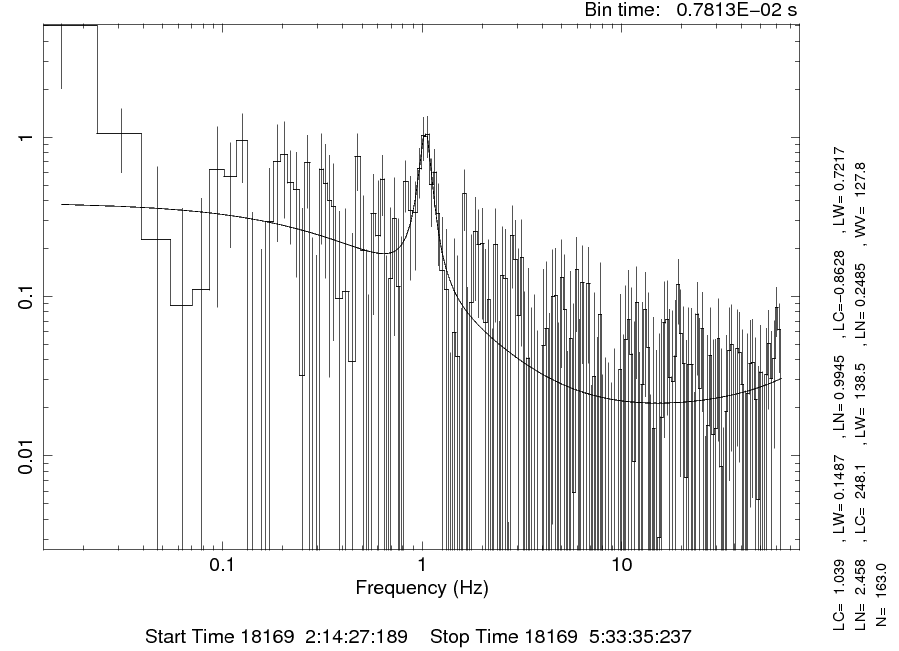 Bin time:   0.7813E−02 s
1
0.1
0.01
0.1
1
10
Frequency (Hz)
Start Time 18169  2:14:27:189    Stop Time 18169  5:33:35:237
LC=  1.039    , LW= 0.1487    , LN= 0.9945    , LC=−0.8628    , LW= 0.7217
LN=  2.458    , LC=  248.1    , LW=  138.5    , LN= 0.2485    , WV=  127.8
N=  163.0